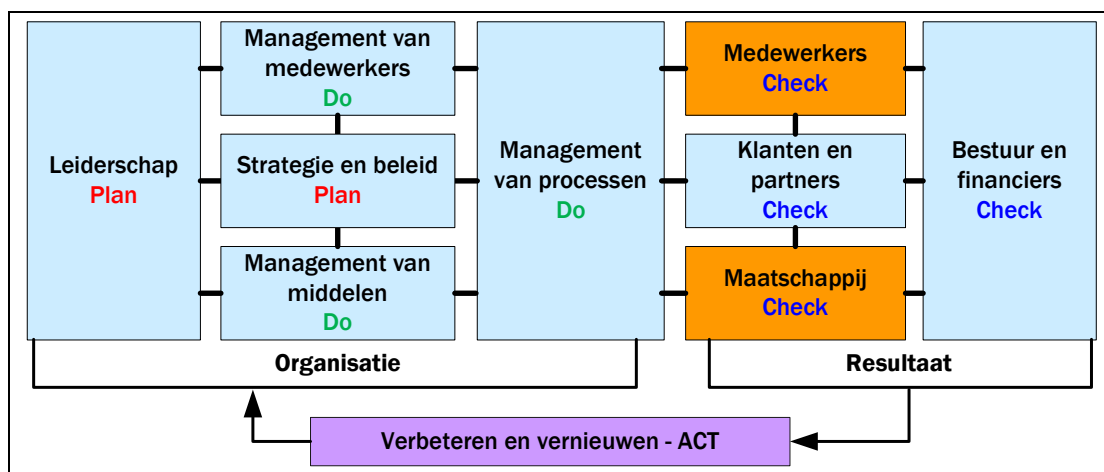 Leiderschap
Plan
Management van
medewerkers
Do
Strategie en beleid
Plan
Management van
middelen
Do
Management
van processen
Do
Medewerkers
Check
Klanten en
partners
Check
Maatschappij
Check
Bestuur en
financiers
Check
Organisatie
Resultaat
Verbeteren en vernieuwen - ACT